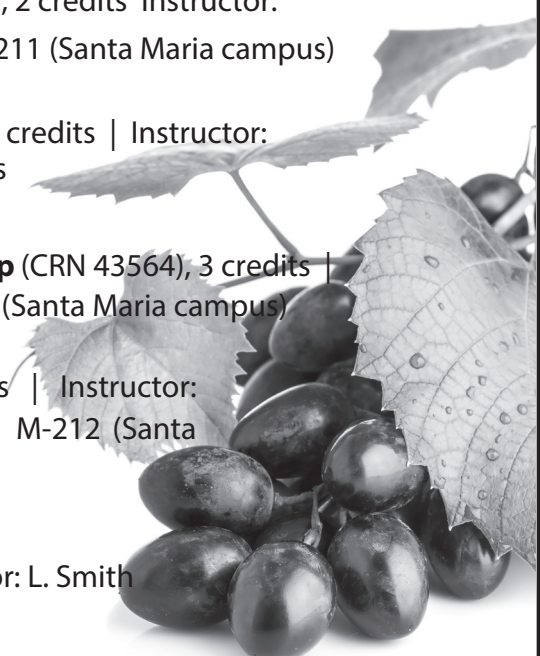 , 2 credits Instructor:
211 (Santa Maria campus)
credits | Instructor:
s
p (CRN 43564), 3 credits |
(Santa Maria campus)
s | Instructor:
M-212 (Santa
or: L. Smith